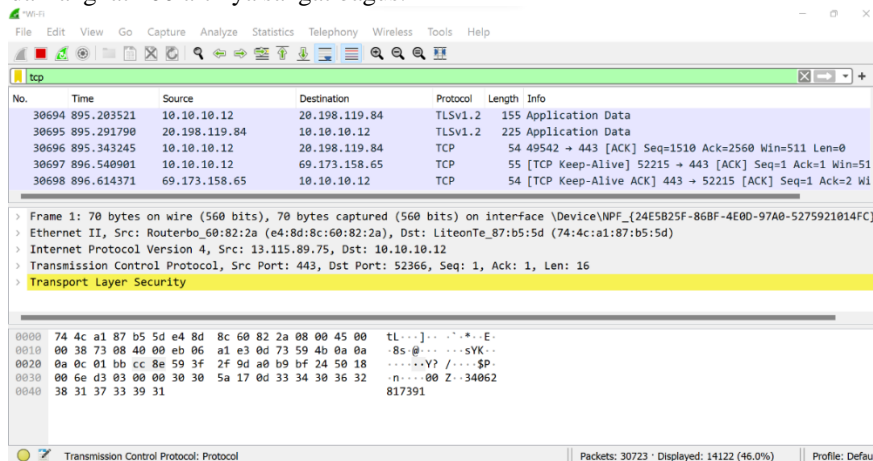 *Wi-Fi
File Edit View Go Capture Analyze Statistics Telephony Wireless Tools Help
tcp
No. Time Source Destination Protocol Length Info
30694 895.203521 10.10.10.12 20.198.119.84 TLSv1.2 155 Application Data
30695 895.291790 20.198.119.84 10.10.10.12 TLSv1.2 225 Application Data
30696 895.343245 10.10.10.12 20.198.119.84 TCP 54 49542 → 443 [ACK] Seq=1510 Ack=2560 Win=511 Len=0
30697 896.540901 10.10.10.12 69.173.158.65 TCP 55 [TCP Keep-Alive] 52215 → 443 [ACK] Seq=1 Ack=1 Win=51
30698 896.614371 69.173.158.65 10.10.10.12 TCP 54 [TCP Keep-Alive ACK] 443 → 52215 [ACK] Seq=1 Ack=2 Wi
Frame 1: 70 bytes on wire (560 bits), 70 bytes captured (560 bits) on interface \Device\NPF_{24E5B25F-86BF-4E0D-97A0-5275921014FC}
Ethernet II, Src: Routerbo_60:82:2a (e4:8d:8c:60:82:2a), Dst: LiteonTe_87:b5:5d (74:4c:a1:87:b5:5d)
Internet Protocol Version 4, Src: 13.115.89.75, Dst: 10.10.10.12
Transmission Control Protocol, Src Port: 443, Dst Port: 52366, Seq: 1, Ack: 1, Len: 16
Transport Layer Security
0000 74 4c a1 87 b5 5d e4 8d 8c 60 82 2a 08 00 45 00 tL···]·· ·`·*··E·
0010 00 38 73 08 40 00 eb 06 a1 e3 0d 73 59 4b 0a 0a ·8s·@··· ···sYK··
0020 0a 0c 01 bb cc 8e 59 3f 2f 9d a0 b9 bf 24 50 18 ······Y? /····$P·
0030 00 6e d3 03 00 00 30 30 5a 17 0d 33 34 30 36 32 ·n····00 Z··34062
0040 38 31 37 33 39 31 817391
Transmission Control Protocol: Protocol Packets: 30723 · Displayed: 14122 (46.0%) Profile: Defau